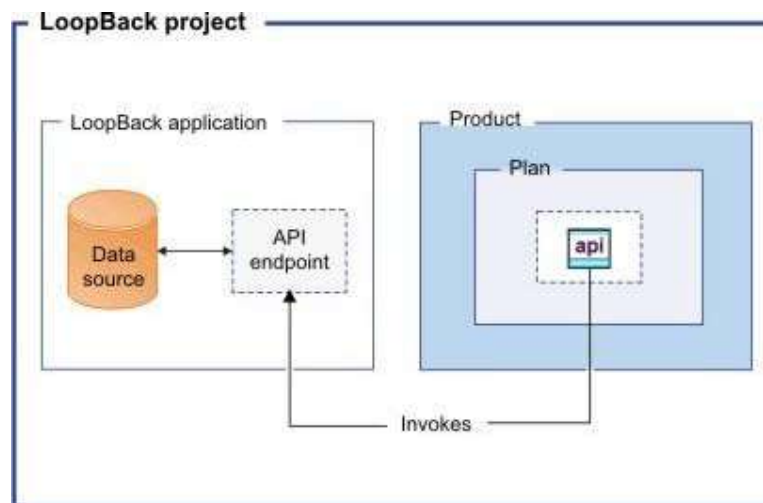 LoopBack project
LoopBack application
Product
Plan
Data
source
API
endpoint
api
Invokes